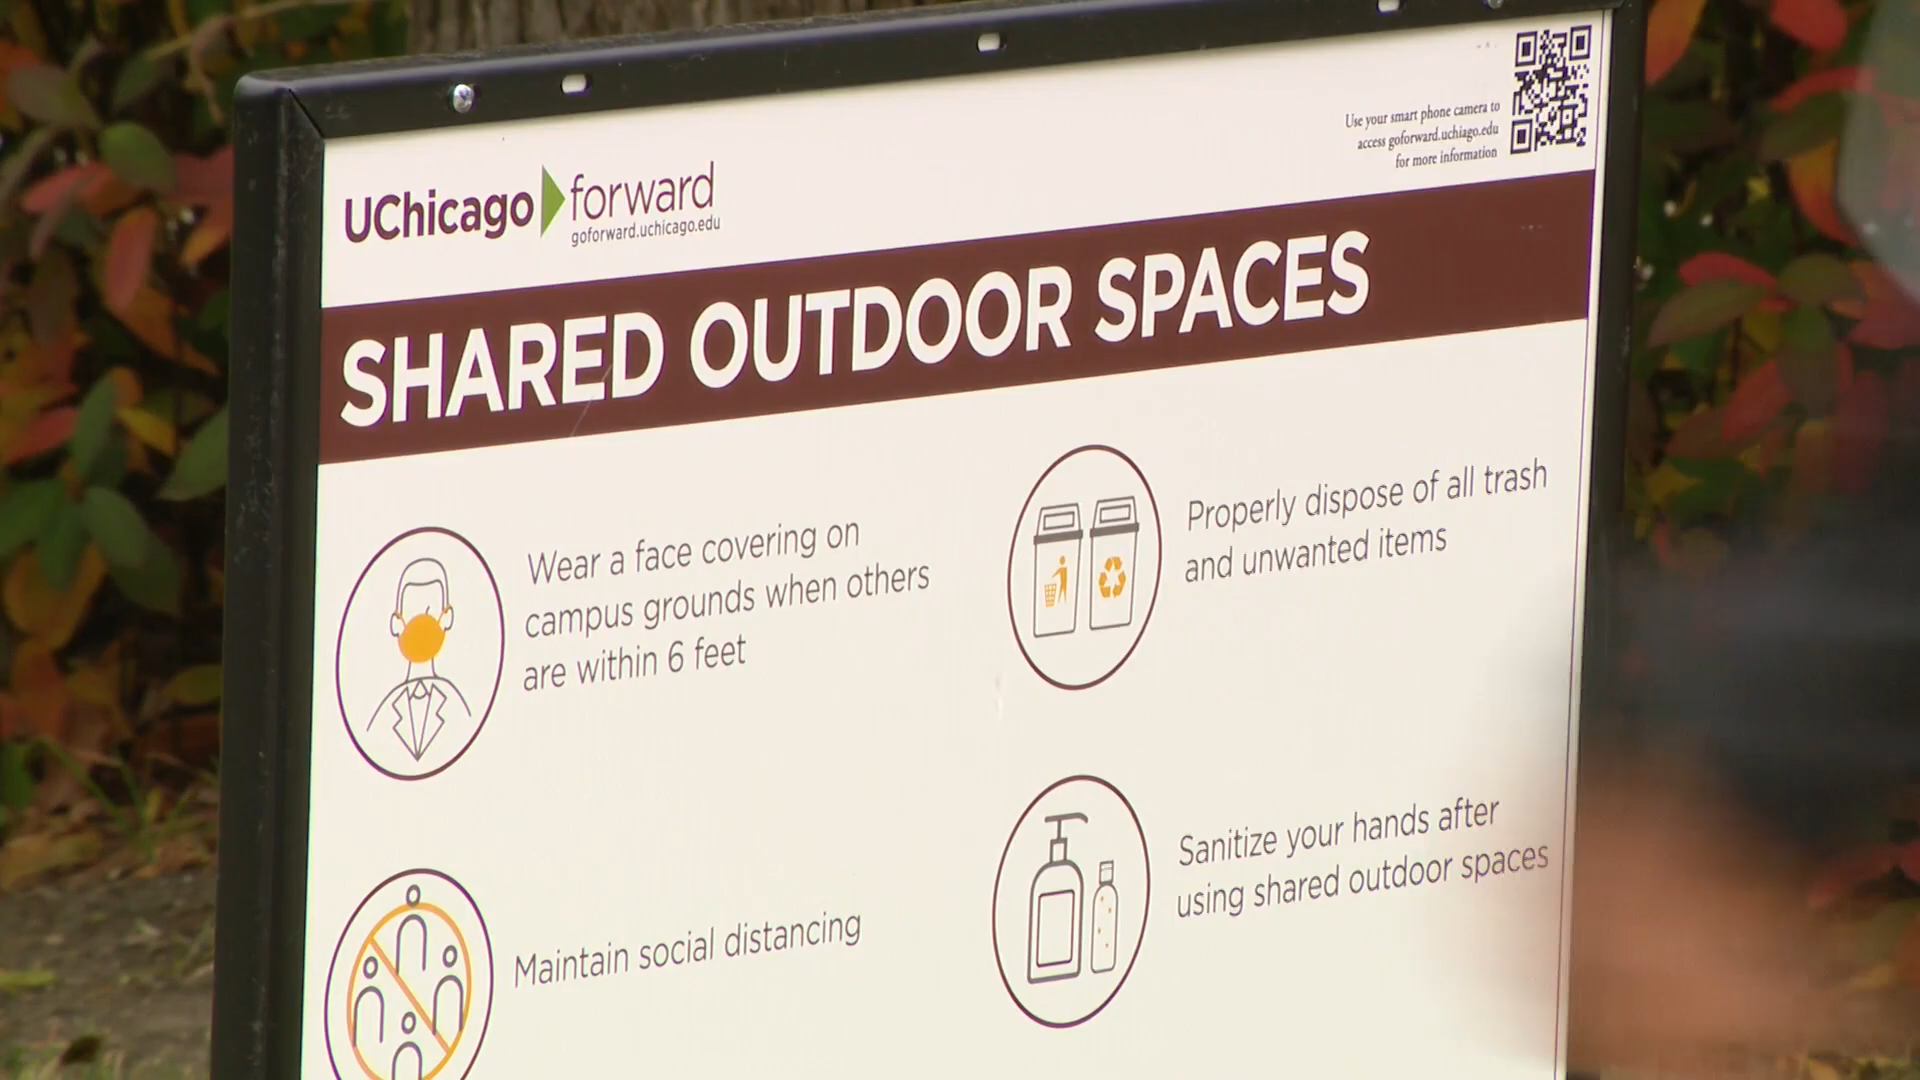 Use your smart phone camera to
access goforward.uchiago.edu
for more information
UChicago forward
goforward.uchicago.edu
SHARED OUTDOOR SPACES
Wear a face covering on
campus grounds when others
are within 6 feet
Properly dispose of all trash
and unwanted items
Maintain social distancing
Sanitize your hands after
using shared outdoor spaces